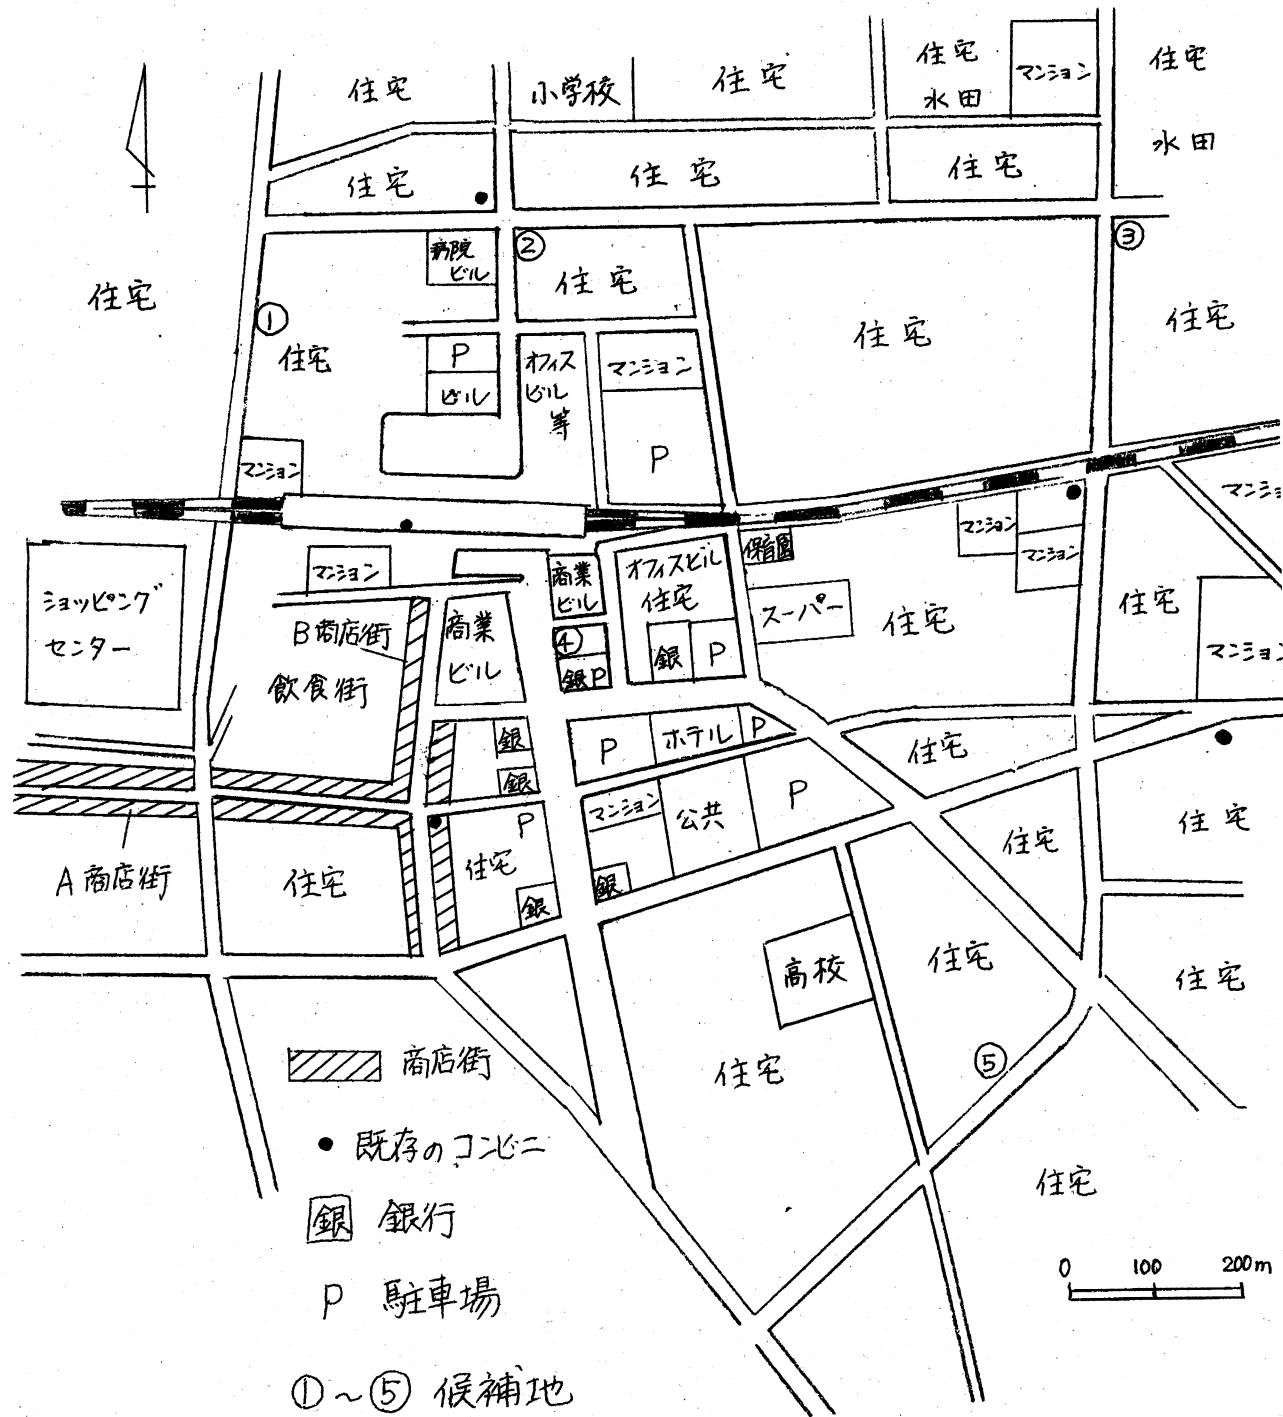 住宅
小学校
住宅
住宅
水田
マンション
住宅
水田
住宅
住宅
住宅
住宅
病院
ビル
②
住宅
③
住宅
①
住宅
P
ビル
オフィス
ビル
等
マンション
P
住宅
住宅
マンション
マンション
商業
ビル
オフィスビル
住宅
保育園
マンション
マンション
マンシ
ショッピング
センター
B商店街
飲食街
商業
ビル
④
銀P
銀
P
スーパー
住宅
住宅
マンション
銀
銀
P
ホテル
P
住宅
A商店街
住宅
P
住宅
銀
マンション
公共
P
銀
住宅
住宅
高校
住宅
住宅
住宅
⑤
住宅
商店街
既存のコンビニ
銀 銀行
P 駐車場
①～⑤ 候補地
0 100 200m